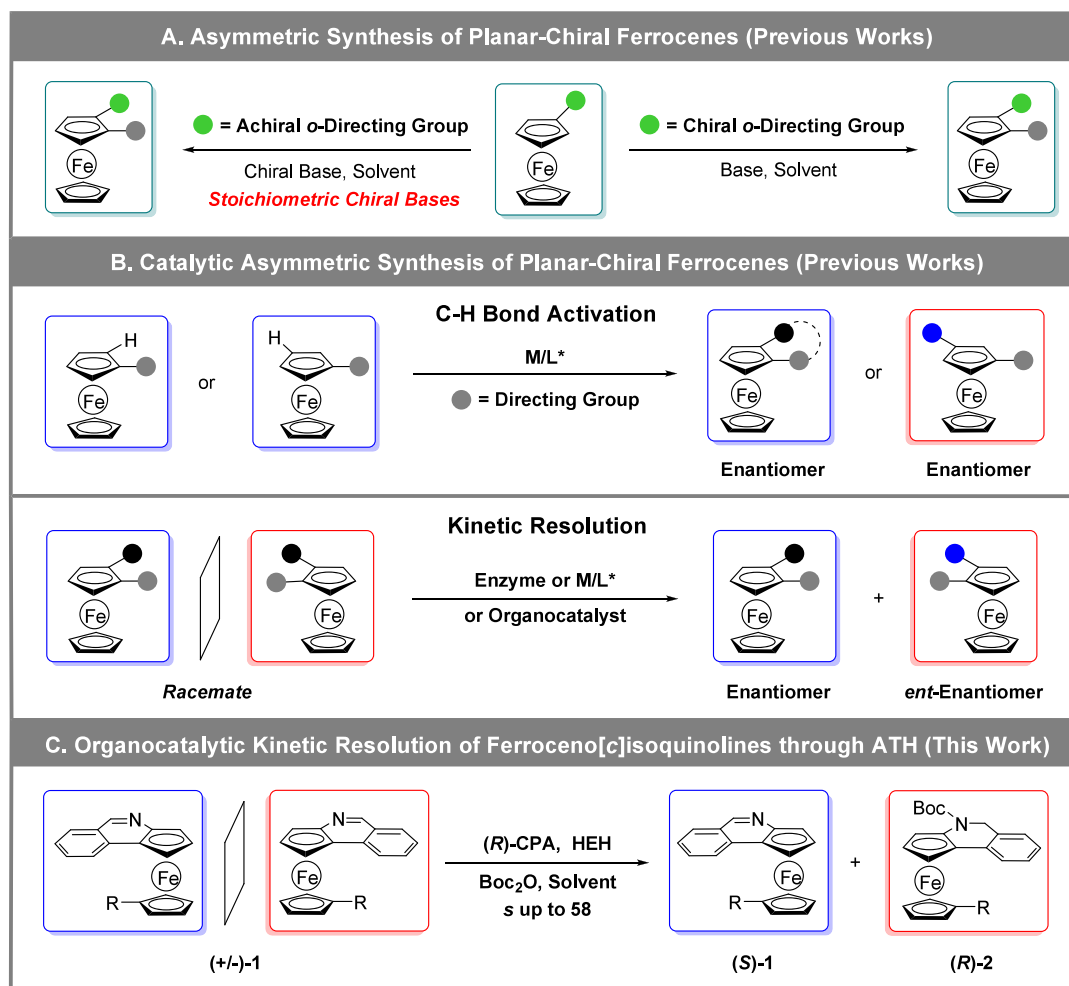 A. Asymmetric Synthesis of Planar-Chiral Ferrocenes (Previous Works)
Fe
= Achiral o-Directing Group
Chiral Base, Solvent
Stoichiometric Chiral Bases
Fe
= Chiral o-Directing Group
Base, Solvent
Fe
B. Catalytic Asymmetric Synthesis of Planar-Chiral Ferrocenes (Previous Works)
H
Fe
or
H
Fe
C-H Bond Activation
M/L*
= Directing Group
Fe
Enantiomer
or
Fe
Enantiomer
Fe
Fe
Racemate
Kinetic Resolution
Enzyme or M/L*
or Organocatalyst
Fe
Enantiomer
+
Fe
ent-Enantiomer
C. Organocatalytic Kinetic Resolution of Ferroceno[c]isoquinolines through ATH (This Work)
N
Fe
R
N
Fe
R
(+/-)-1
(R)-CPA, HEH
Boc₂O, Solvent
s up to 58
N
Fe
R
(S)-1
+
Boc
N
Fe
R
(R)-2